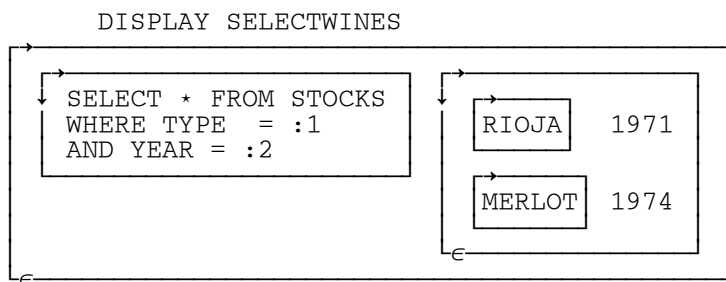 DISPLAY SELECTWINES
SELECT * FROM STOCKS
WHERE TYPE = :1
AND YEAR = :2
RIOJA 1971
MERLOT 1974